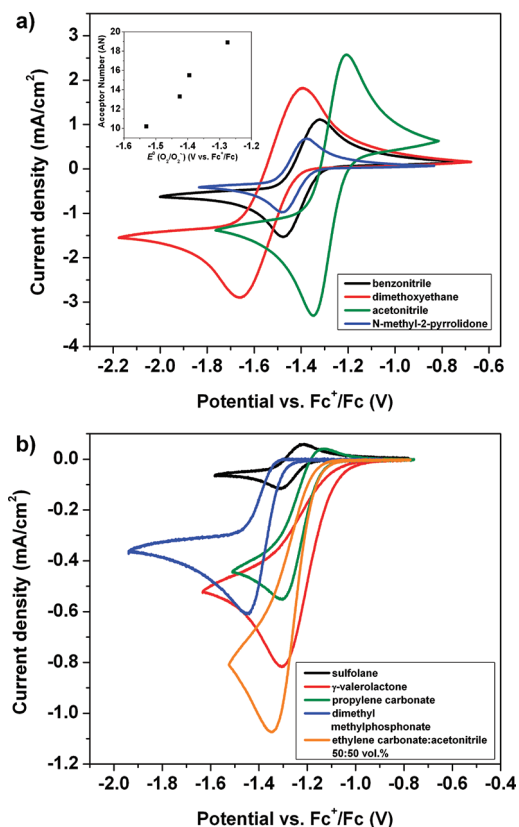 a)
Current density (mA/cm²)
3
2
1
0
-1
-2
-3
-4
Acceptor Number (AN)
20
18
16
14
12
10
-1.6 -1.5 -1.4 -1.3 -1.2
E⁰ (O₂/O₂⁻) (V vs. Fc⁺/Fc)
benzonitrile
dimethoxyethane
acetonitrile
N-methyl-2-pyrrolidone
-2.2 -2.0 -1.8 -1.6 -1.4 -1.2 -1.0 -0.8 -0.6
Potential vs. Fc⁺/Fc (V)
b)
Current density (mA/cm²)
0.0
-0.2
-0.4
-0.6
-0.8
-1.0
-1.2
sulfolane
γ-valerolactone
propylene carbonate
dimethyl
methylphosphonate
ethylene carbonate:acetonitrile
50:50 vol.%
-2.0 -1.8 -1.6 -1.4 -1.2 -1.0 -0.8 -0.6 -0.4
Potential vs. Fc⁺/Fc (V)